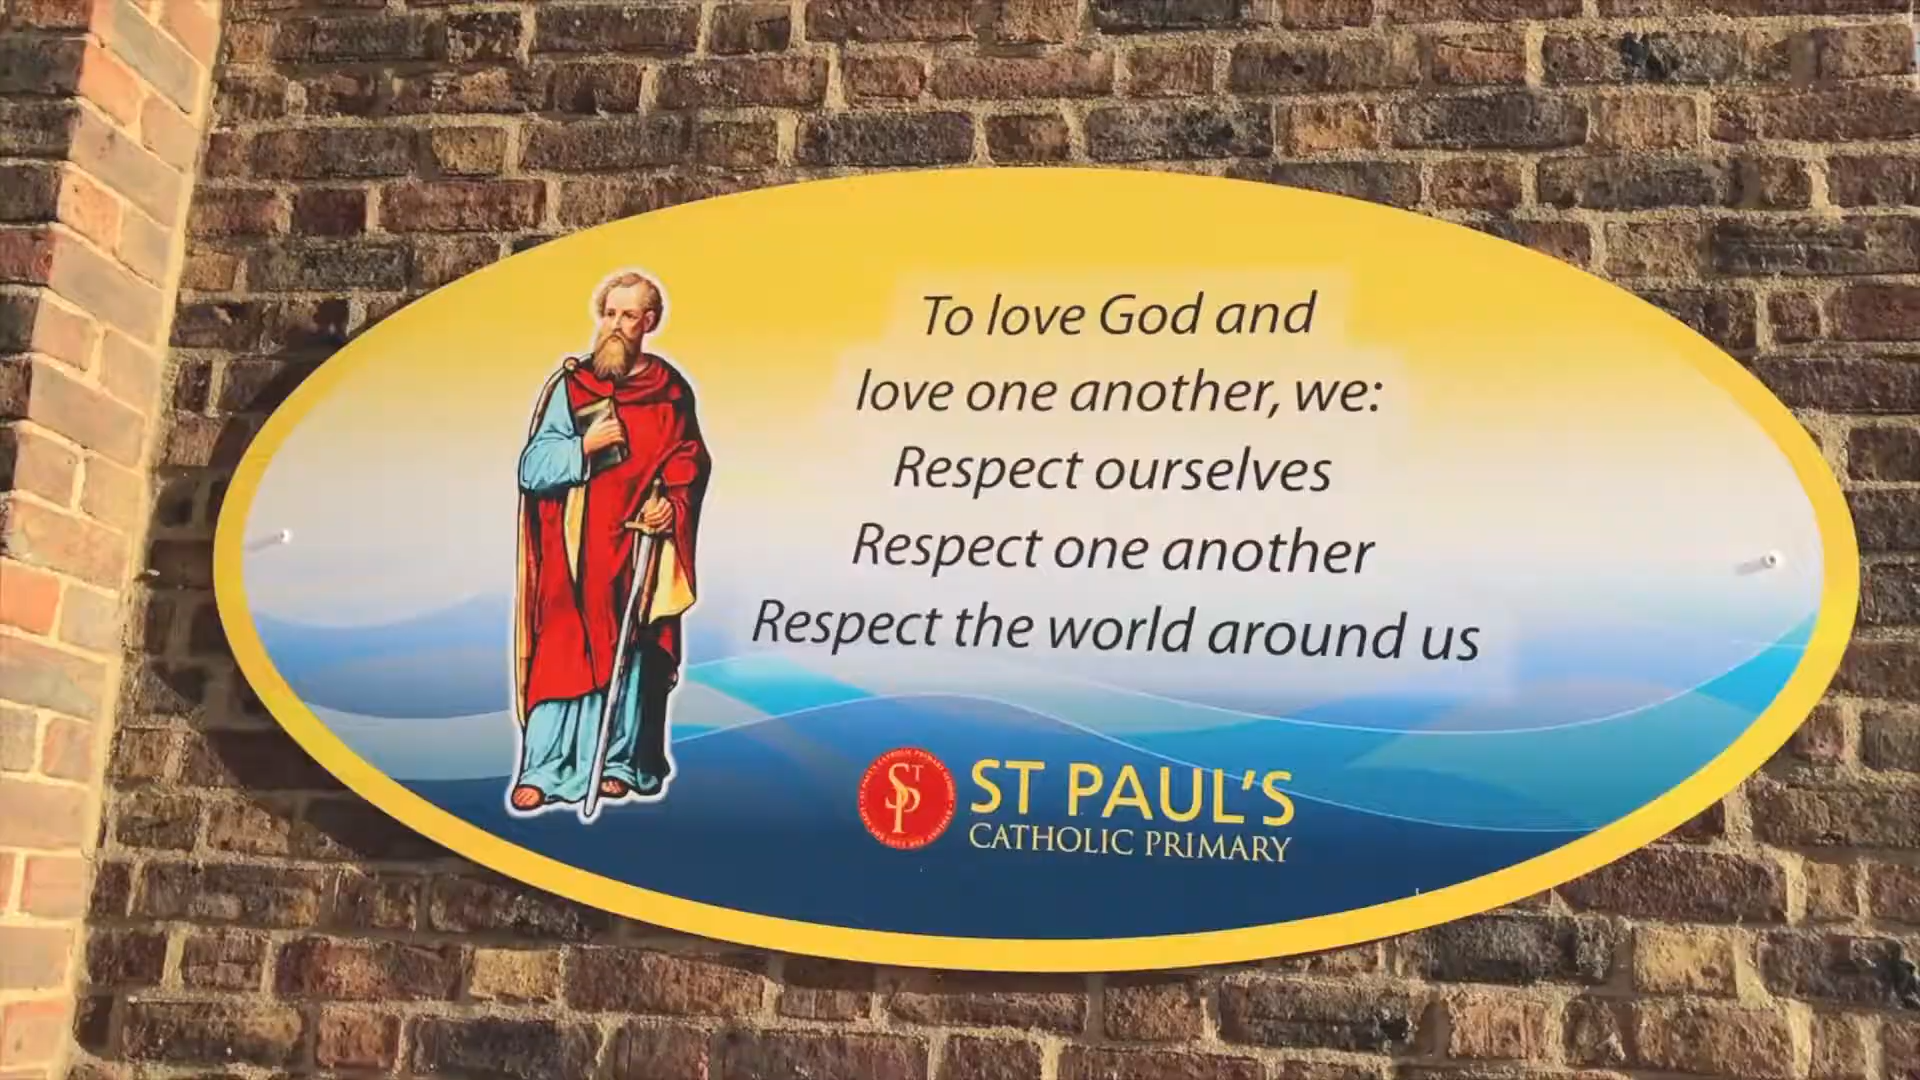 To love God and
love one another, we:
Respect ourselves
Respect one another
Respect the world around us
ST PAUL'S
CATHOLIC PRIMARY